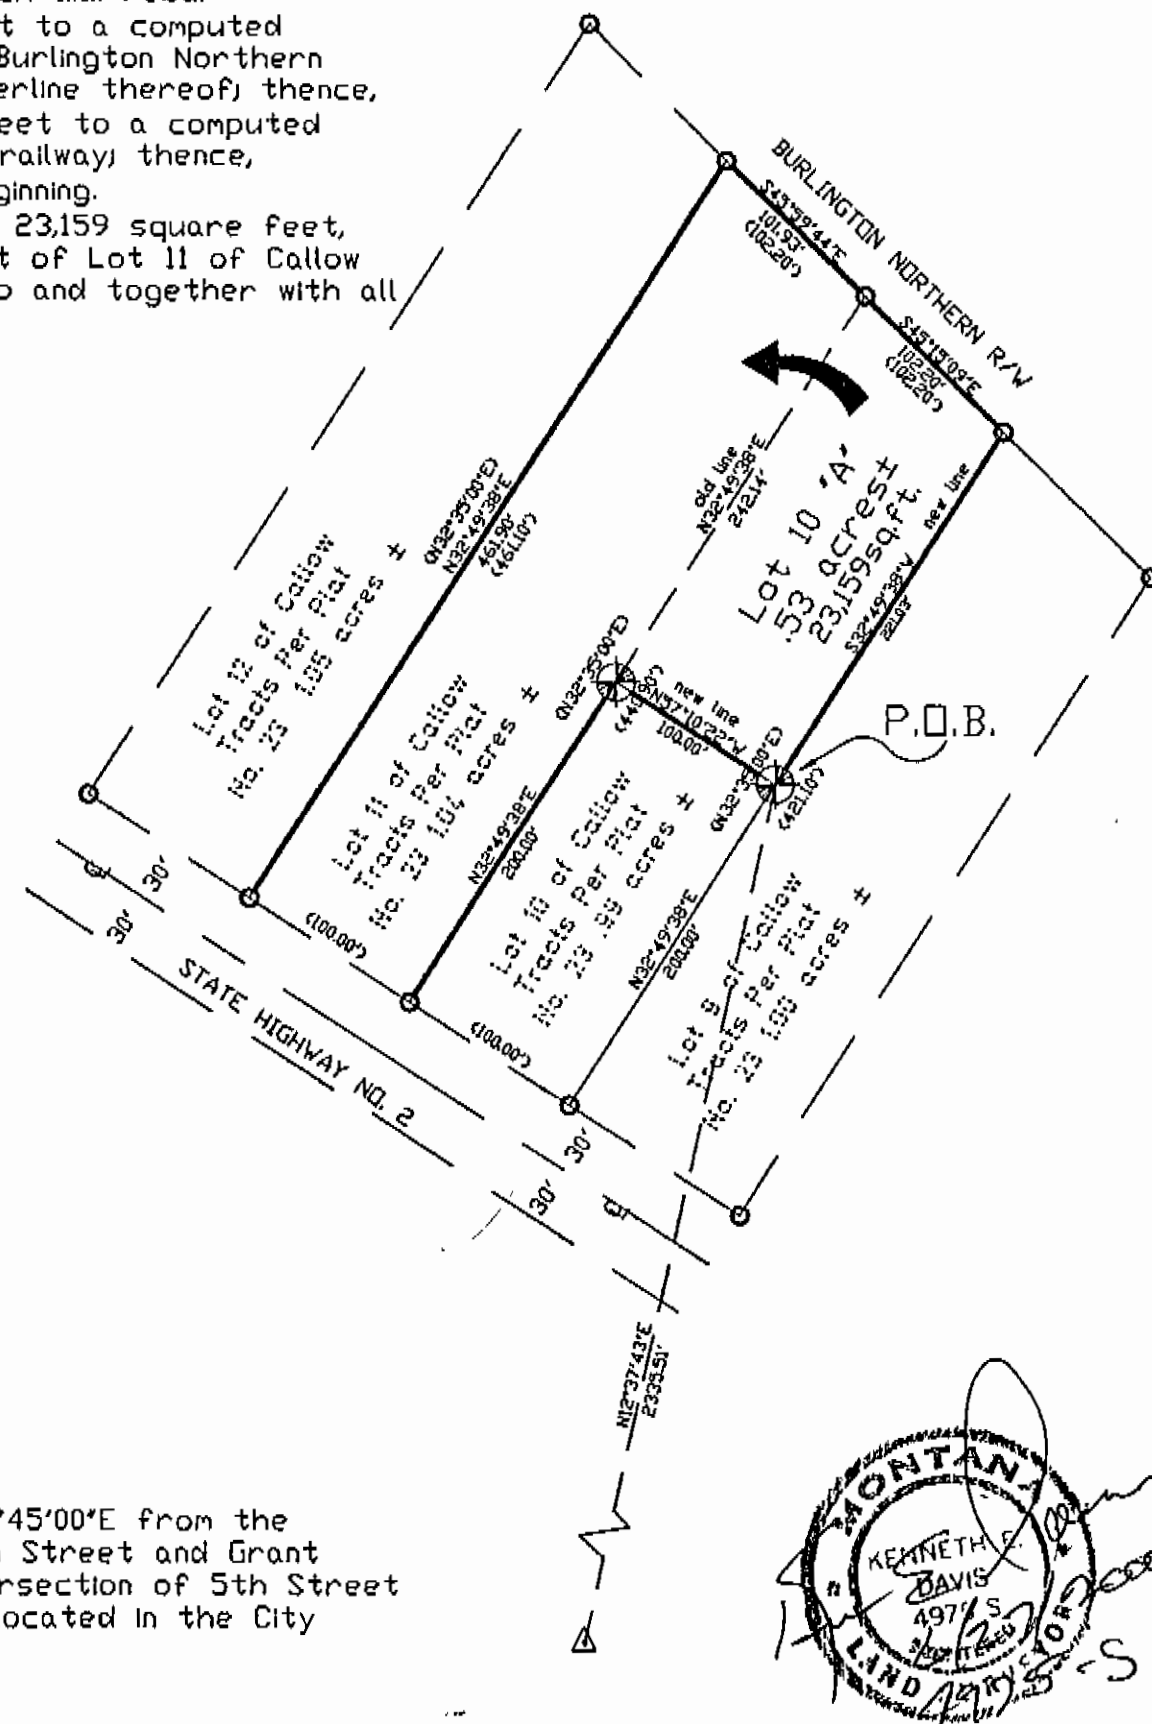 t to a computed
Burlington Northern
erline thereof; thence,
eet to a computed
railway; thence,
ginning.
23,159 square feet,
t of Lot 11 of Callow
o and together with all
BURLINGTON NORTHERN R/W
S45°59'44"E
101.93'
(102.20')
S45°15'09"E
102.20'
(102.20')
old line
N32°49'38"E
242.14'
Lot 10 "A"
.53 acres±
23,159sq.ft.
new line
S32°49'38"W
221.03'
(N32°35'00"E)
N32°49'38"E
461.90'
(461.10')
Lot 12 of Callow
Tracts Per Plat
No. 23 1.05 acres ±
Lot 11 of Callow
Tracts Per Plat
No. 23 1.04 acres ±
(N32°35'00"E)
new line
N57°10'22"W
100.00'
P.O.B.
(N32°35'00"E)
(421.10')
N32°49'38"E
200.00'
Lot 10 of Callow
Tracts Per Plat
No. 23 .99 acres ±
N32°49'38"E
200.00'
Lot 9 of Callow
Tracts Per Plat
No. 23 acres ±
30'
30'
(100.00')
(100.00')
STATE HIGHWAY NO. 2
30'
30'
N12°37'43"E
2335.51'
°45'00"E from the
Street and Grant
rsection of 5th Street
located in the City
MONTANA
KENNETH E.
DAVIS
4975 S
REGISTERED
LAND SURVEYOR
4975-S